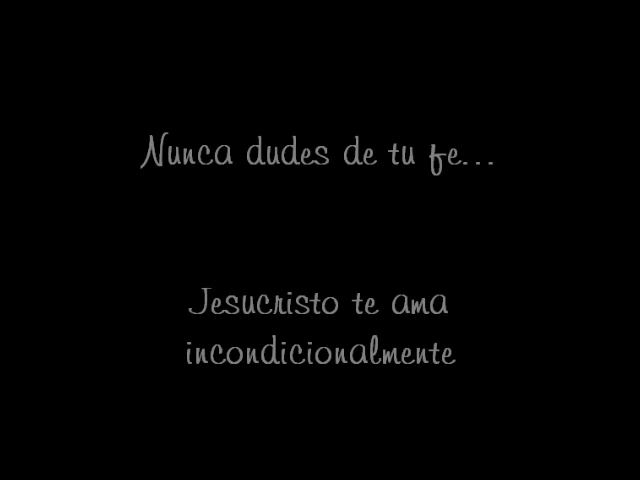 Nunca dudes de tu fe...
Jesucristo te ama
incondicionalmente